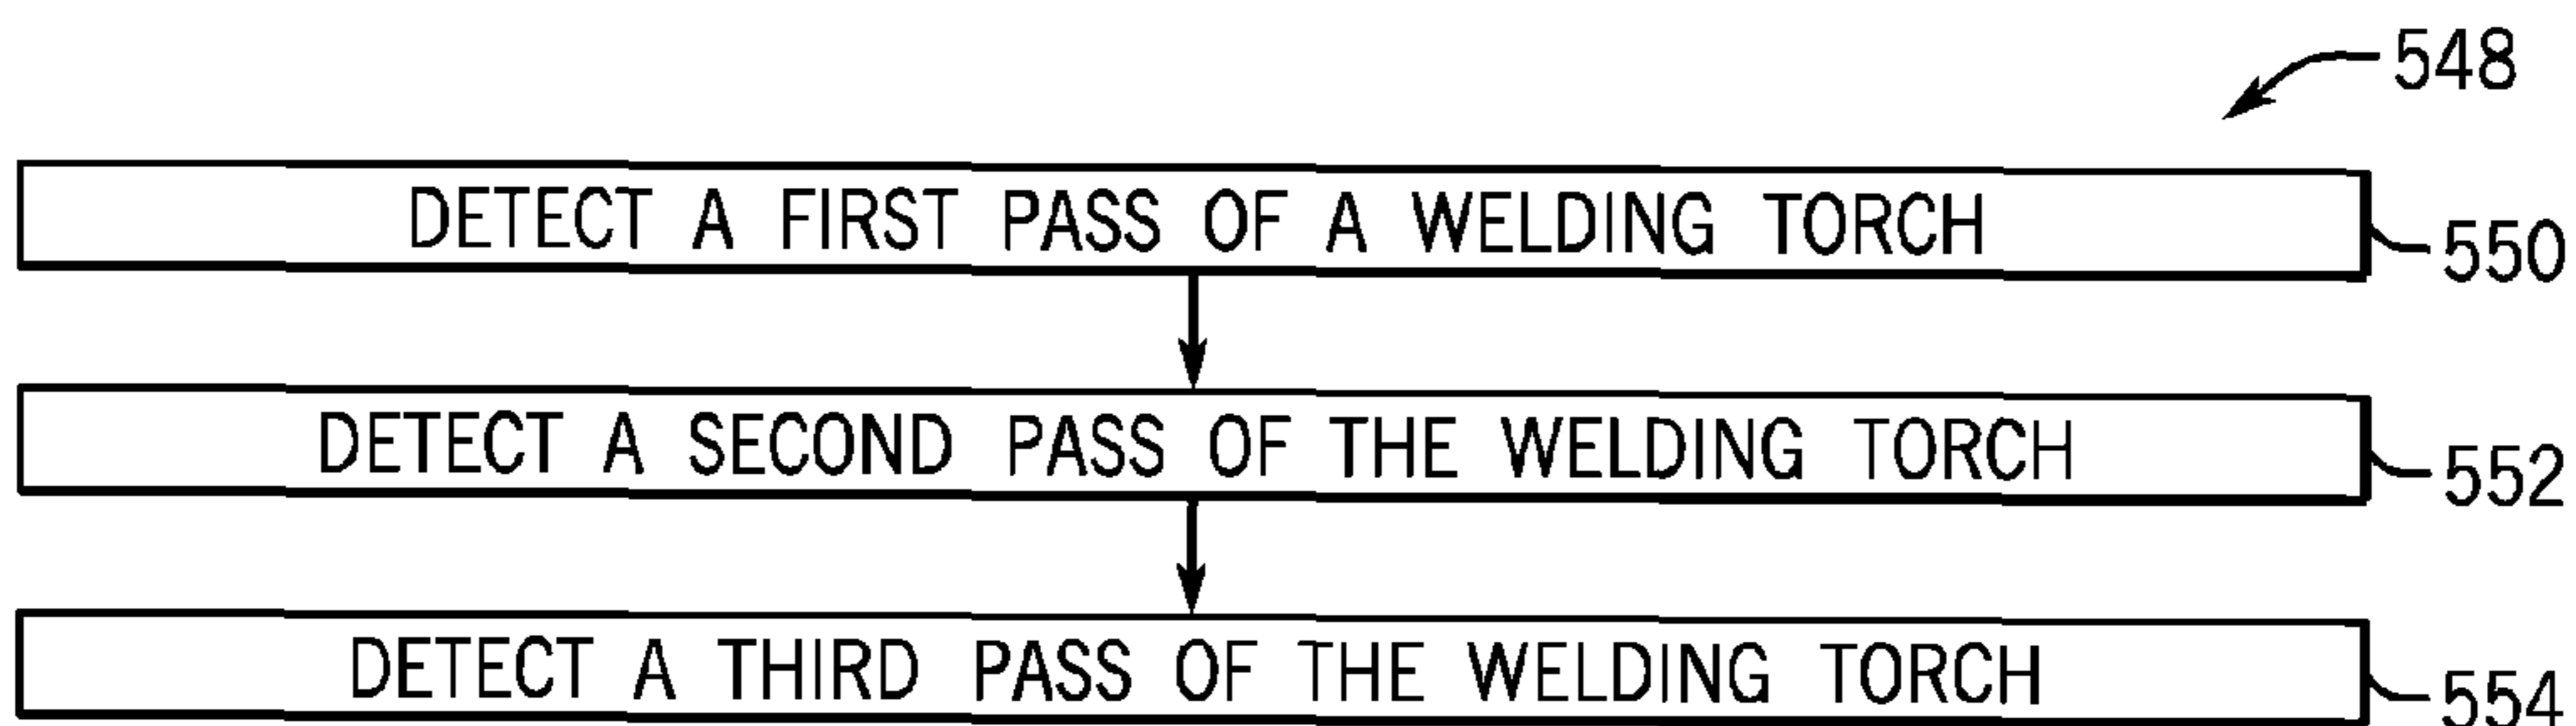 548
DETECT A FIRST PASS OF A WELDING TORCH
550
DETECT A SECOND PASS OF THE WELDING TORCH
552
DETECT A THIRD PASS OF THE WELDING TORCH
554